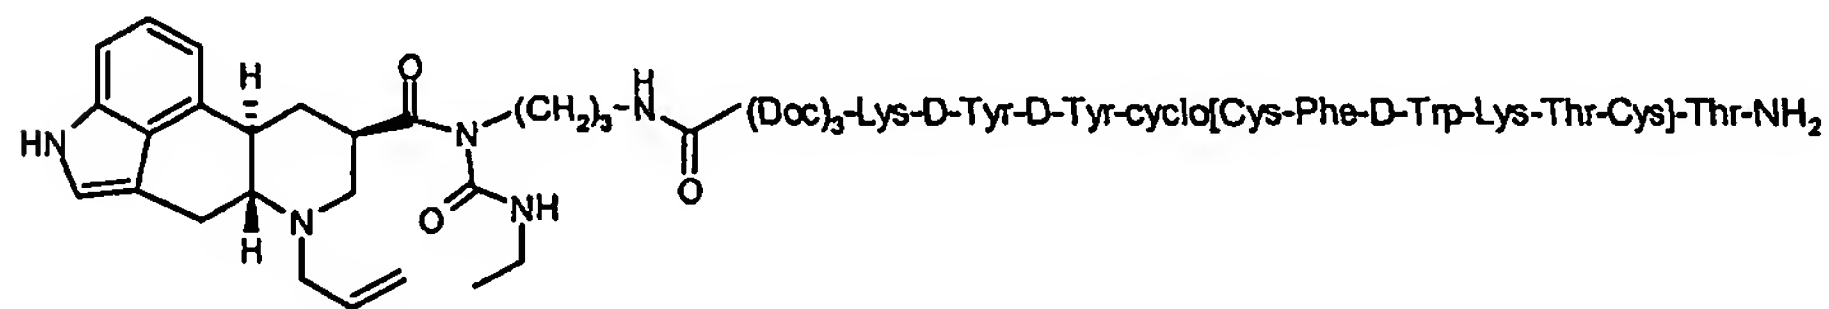 H
O
H
N
(CH2)3
N
(Doc)3-Lys-D-Tyr-D-Tyr-cyclo[Cys-Phe-D-Trp-Lys-Thr-Cys]-Thr-NH2
HN
O
N
O
NH
H